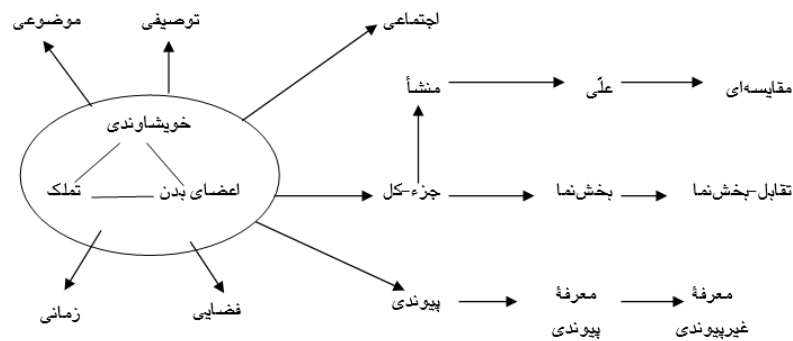 موضوعی توصیفی اجتماعی
منشأ علّی مقایسه‌ای
خویشاوندی
تملک اعضای بدن جزء-کل بخش‌نما تقابل-بخش‌نما
زمانی فضایی پیوندی معرفهٔ معرفهٔ
پیوندی غیرپیوندی